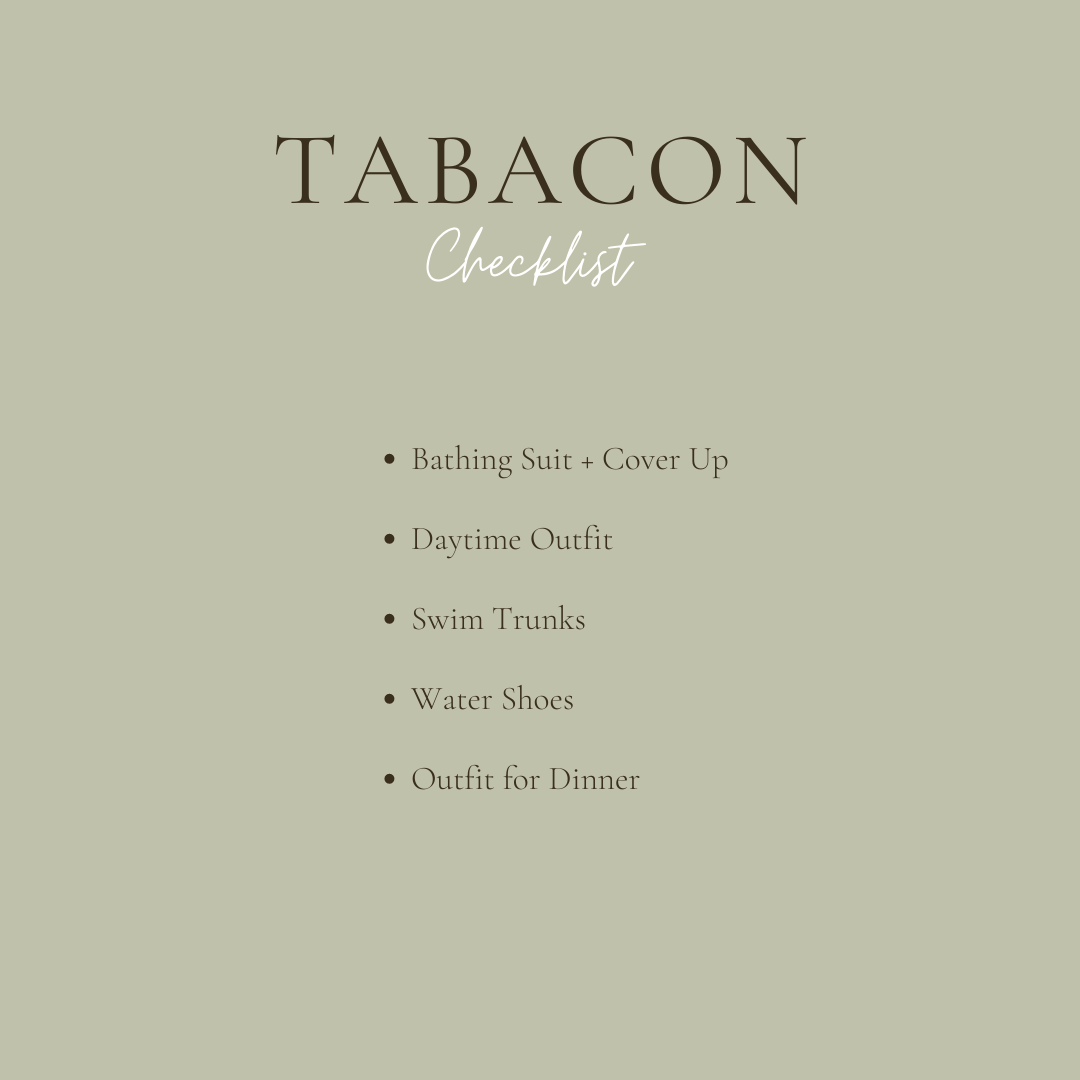 TABACON
Checklist
• Bathing Suit + Cover Up
• Daytime Outfit
• Swim Trunks
• Water Shoes
• Outfit for Dinner